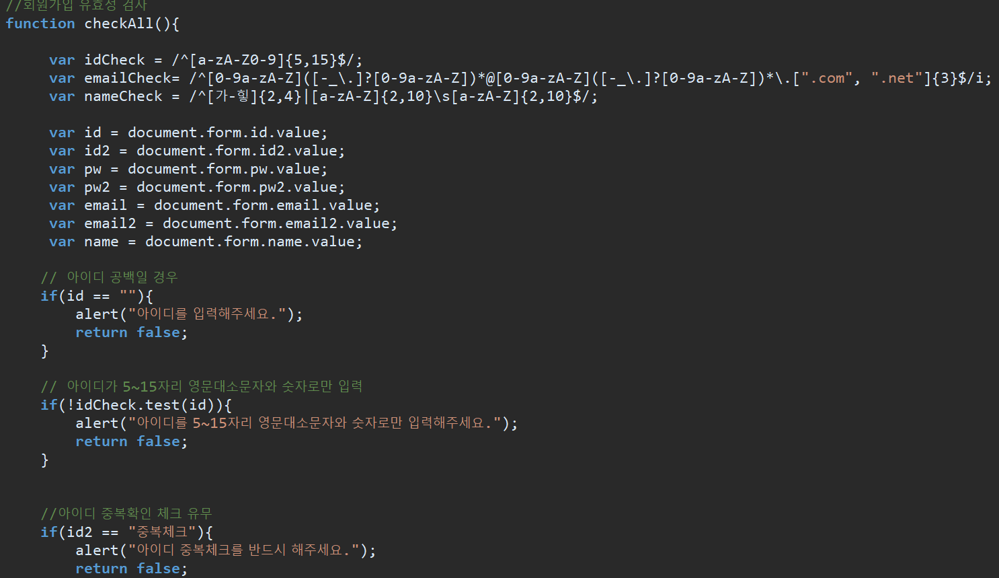 //회원가입 유효성 검사
function checkAll(){
var idCheck = /^[a-zA-Z0-9]{5,15}$/;
var emailCheck= /^[0-9a-zA-Z]([-_\.]?[0-9a-zA-Z])*@[0-9a-zA-Z]([-_\.]?[0-9a-zA-Z])*\.[".com", ".net"]{3}$/i;
var nameCheck = /^[가-힣]{2,4}|[a-zA-Z]{2,10}\s[a-zA-Z]{2,10}$/;
var id = document.form.id.value;
var id2 = document.form.id2.value;
var pw = document.form.pw.value;
var pw2 = document.form.pw2.value;
var email = document.form.email.value;
var email2 = document.form.email2.value;
var name = document.form.name.value;
// 아이디 공백일 경우
if(id == ""){
alert("아이디를 입력해주세요.");
return false;
}
// 아이디가 5~15자리 영문대소문자와 숫자로만 입력
if(!idCheck.test(id)){
alert("아이디를 5~15자리 영문대소문자와 숫자로만 입력해주세요.");
return false;
}
//아이디 중복확인 체크 유무
if(id2 == "중복체크"){
alert("아이디 중복체크를 반드시 해주세요.");
return false;